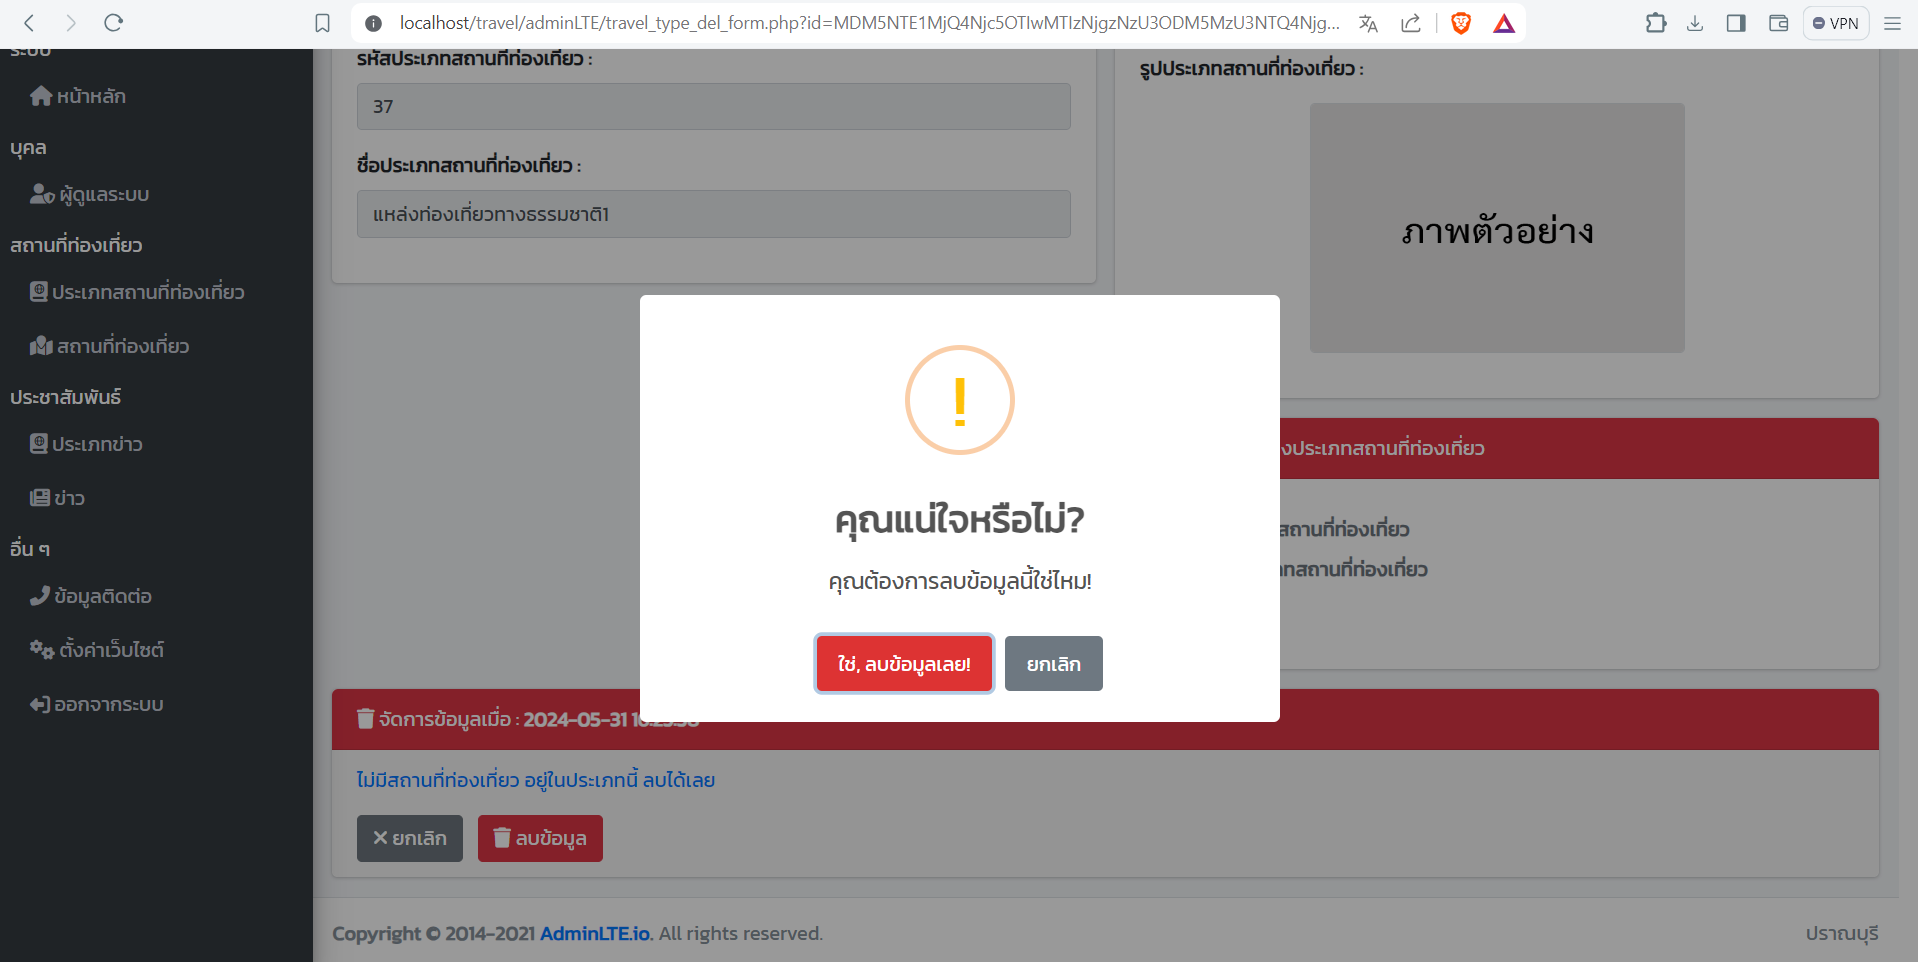 localhost/travel/adminLTE/travel_type_del_form.php?id=MDM5NTE1MjQ4Njc5OTIwMTIzNjgzNzU3ODM5MzU3NTQ4Njg...
VPN
ระบบ
หน้าหลัก
บุคล
ผู้ดูแลระบบ
สถานที่ท่องเที่ยว
ประเภทสถานที่ท่องเที่ยว
สถานที่ท่องเที่ยว
ประชาสัมพันธ์
ประเภทข่าว
ข่าว
อื่น ๆ
ข้อมูลติดต่อ
ตั้งค่าเว็บไซต์
ออกจากระบบ
รหัสประเภทสถานที่ท่องเที่ยว :
37
ชื่อประเภทสถานที่ท่องเที่ยว :
แหล่งท่องเที่ยวทางธรรมชาติ1
รูปประเภทสถานที่ท่องเที่ยว :
ภาพตัวอย่าง
งประเภทสถานที่ท่องเที่ยว
สถานที่ท่องเที่ยว
ทสถานที่ท่องเที่ยว
!
คุณแน่ใจหรือไม่?
คุณต้องการลบข้อมูลนี้ใช่ไหม!
ใช่, ลบข้อมูลเลย!
ยกเลิก
จัดการข้อมูลเมื่อ : 2024-05-31
ไม่มีสถานที่ท่องเที่ยว อยู่ในประเภทนี้ ลบได้เลย
ยกเลิก
ลบข้อมูล
Copyright © 2014-2021 AdminLTE.io. All rights reserved.
ปราณบุรี